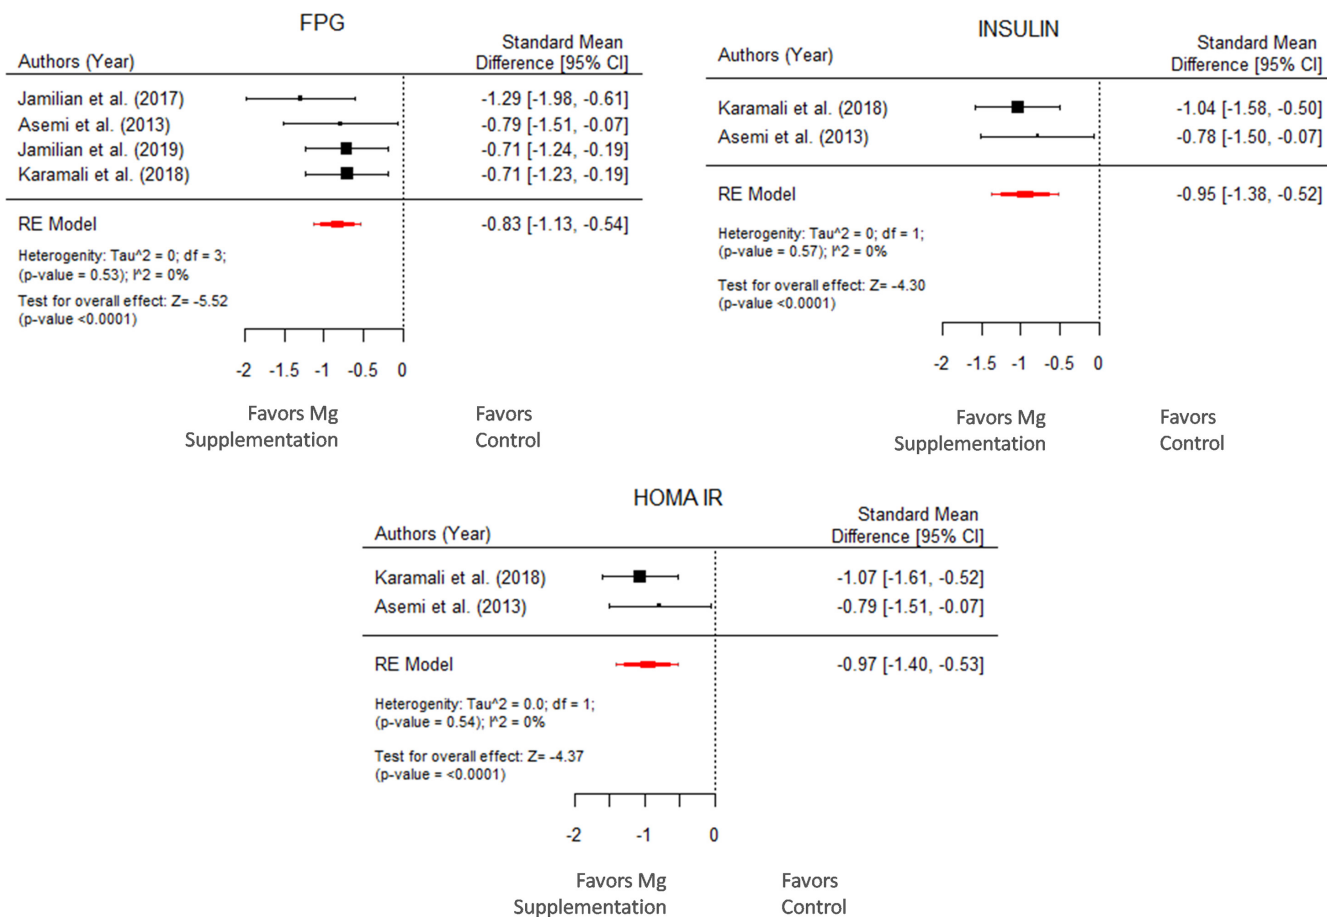 FPG
Authors (Year)
Standard Mean
Difference [95% CI]
Jamilian et al. (2017) -1.29 [-1.98, -0.61]
Asemi et al. (2013) -0.79 [-1.51, -0.07]
Jamilian et al. (2019) -0.71 [-1.24, -0.19]
Karamali et al. (2018) -0.71 [-1.23, -0.19]
RE Model -0.83 [-1.13, -0.54]
Heterogenity: Tau^2 = 0; df = 3;
(p-value = 0.53); I^2 = 0%
Test for overall effect: Z= -5.52
(p-value <0.0001)
-2 -1.5 -1 -0.5 0
Favors Mg
Supplementation
Favors
Control
INSULIN
Authors (Year)
Standard Mean
Difference [95% CI]
Karamali et al. (2018) -1.04 [-1.58, -0.50]
Asemi et al. (2013) -0.78 [-1.50, -0.07]
RE Model -0.95 [-1.38, -0.52]
Heterogenity: Tau^2 = 0; df = 1;
(p-value = 0.57); I^2 = 0%
Test for overall effect: Z= -4.30
(p-value <0.0001)
-2 -1.5 -1 -0.5 0
Favors Mg
Supplementation
Favors
Control
HOMA IR
Authors (Year)
Standard Mean
Difference [95% CI]
Karamali et al. (2018) -1.07 [-1.61, -0.52]
Asemi et al. (2013) -0.79 [-1.51, -0.07]
RE Model -0.97 [-1.40, -0.53]
Heterogenity: Tau^2 = 0.0; df = 1;
(p-value = 0.54); I^2 = 0%
Test for overall effect: Z= -4.37
(p-value = <0.0001)
-2 -1 0
Favors Mg
Supplementation
Favors
Control